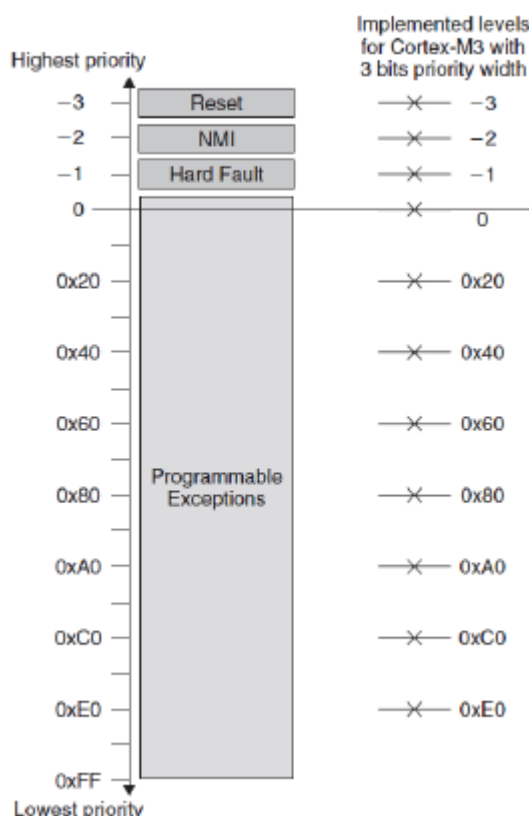 Implemented levels
for Cortex-M3 with
3 bits priority width
Highest priority
−3 Reset −3
−2 NMI −2
−1 Hard Fault −1
0 0
0x20 0x20
0x40 0x40
0x60 0x60
0x80 0x80
Programmable
Exceptions
0xA0 0xA0
0xC0 0xC0
0xE0 0xE0
0xFF
Lowest priority